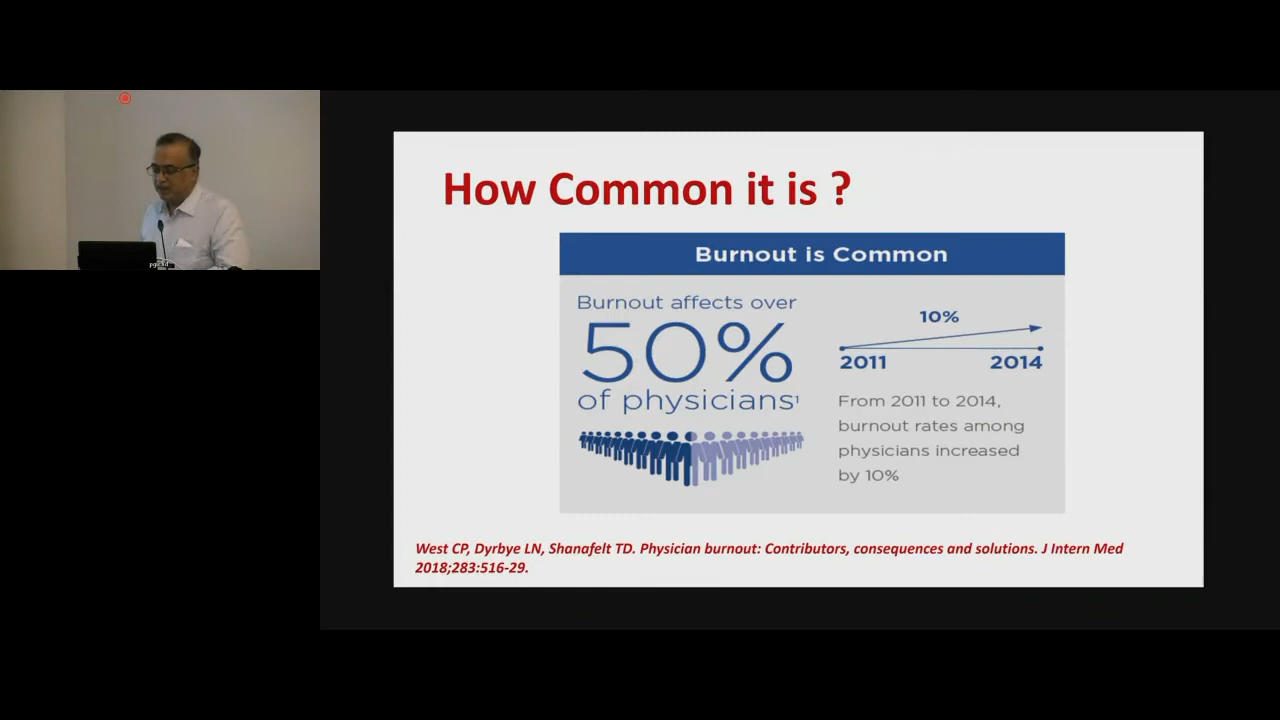 How Common it is ?
Burnout is Common
Burnout affects over
50%
of physicians¹
10%
2011 2014
From 2011 to 2014,
burnout rates among
physicians increased
by 10%
West CP, Dyrbye LN, Shanafelt TD. Physician burnout: Contributors, consequences and solutions. J Intern Med
2018;283:516-29.